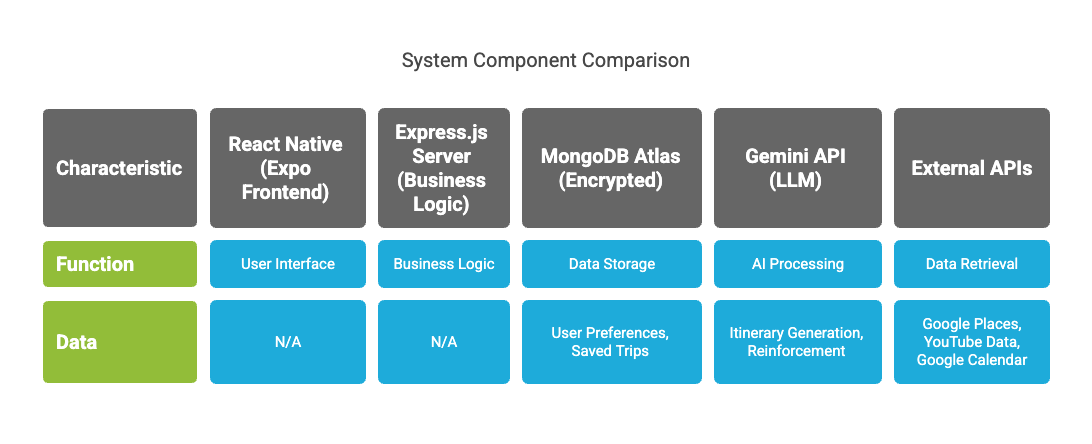 System Component Comparison
Characteristic
React Native
(Expo
Frontend)
Express.js
Server
(Business
Logic)
MongoDB Atlas
(Encrypted)
Gemini API
(LLM)
External APIs
Function
User Interface
Business Logic
Data Storage
AI Processing
Data Retrieval
Data
N/A
N/A
User Preferences,
Saved Trips
Itinerary Generation,
Reinforcement
Google Places,
YouTube Data,
Google Calendar